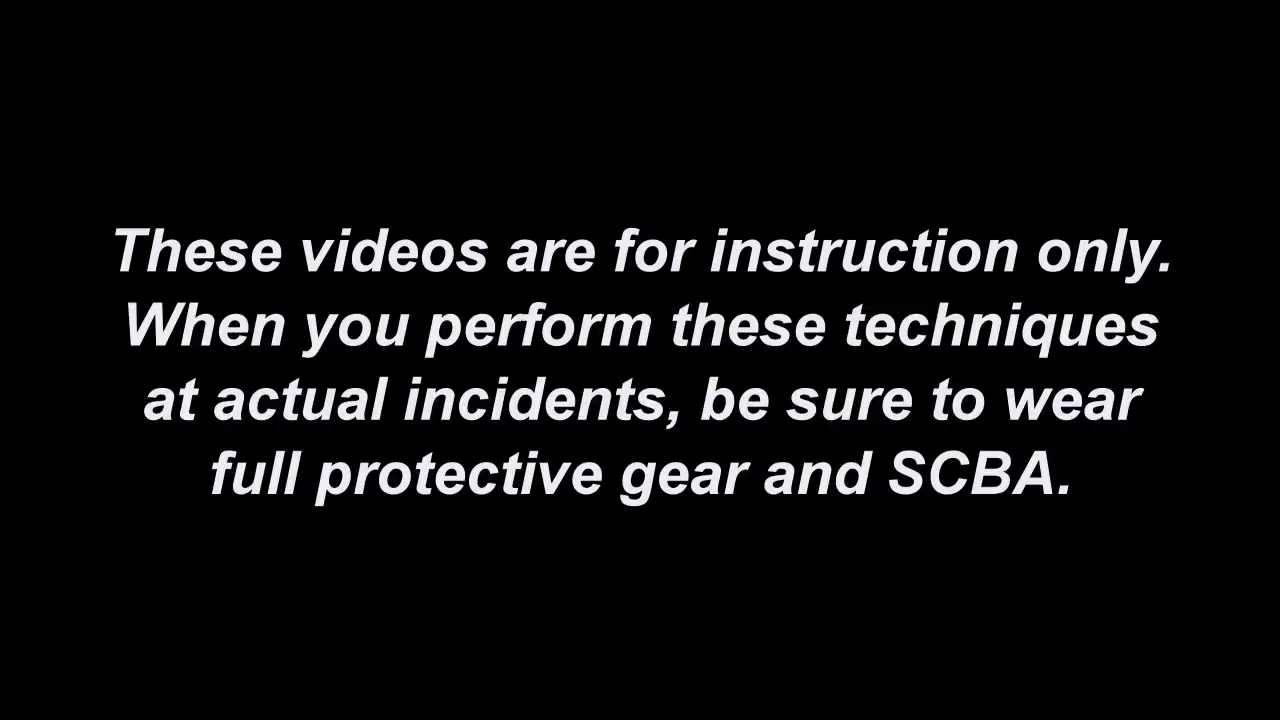 These videos are for instruction only.
When you perform these techniques
at actual incidents, be sure to wear
full protective gear and SCBA.